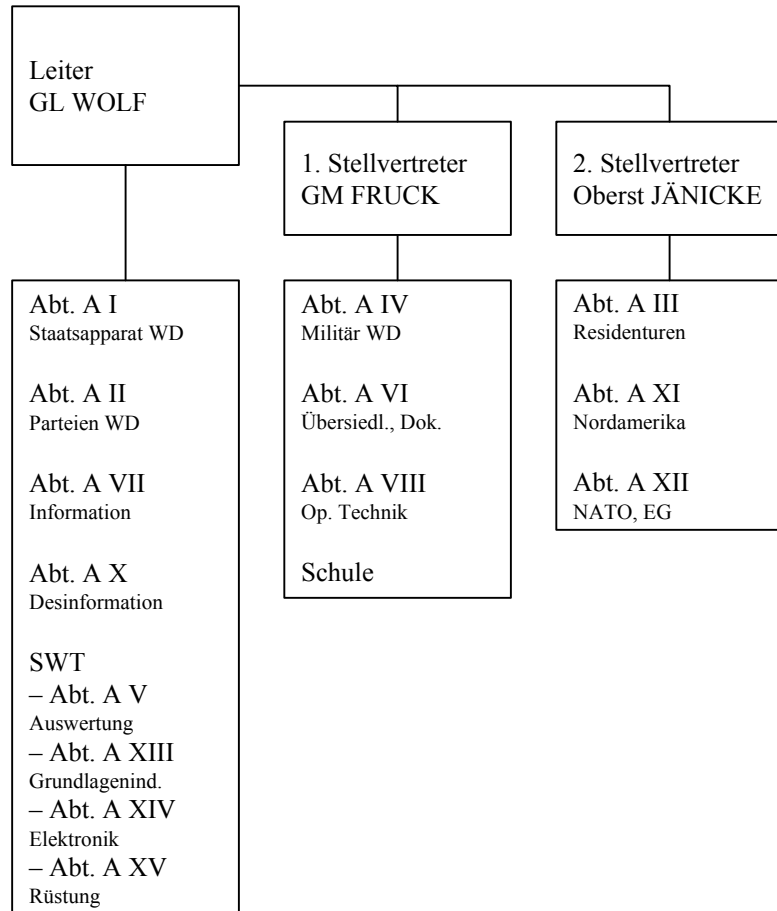 Leiter
GL WOLF
1. Stellvertreter
GM FRUCK
2. Stellvertreter
Oberst JÄNICKE
Abt. A I
Staatsapparat WD
Abt. A II
Parteien WD
Abt. A VII
Information
Abt. A X
Desinformation
SWT
– Abt. A V
Auswertung
– Abt. A XIII
Grundlagenind.
– Abt. A XIV
Elektronik
– Abt. A XV
Rüstung
Abt. A IV
Militär WD
Abt. A VI
Übersiedl., Dok.
Abt. A VIII
Op. Technik
Schule
Abt. A III
Residenturen
Abt. A XI
Nordamerika
Abt. A XII
NATO, EG